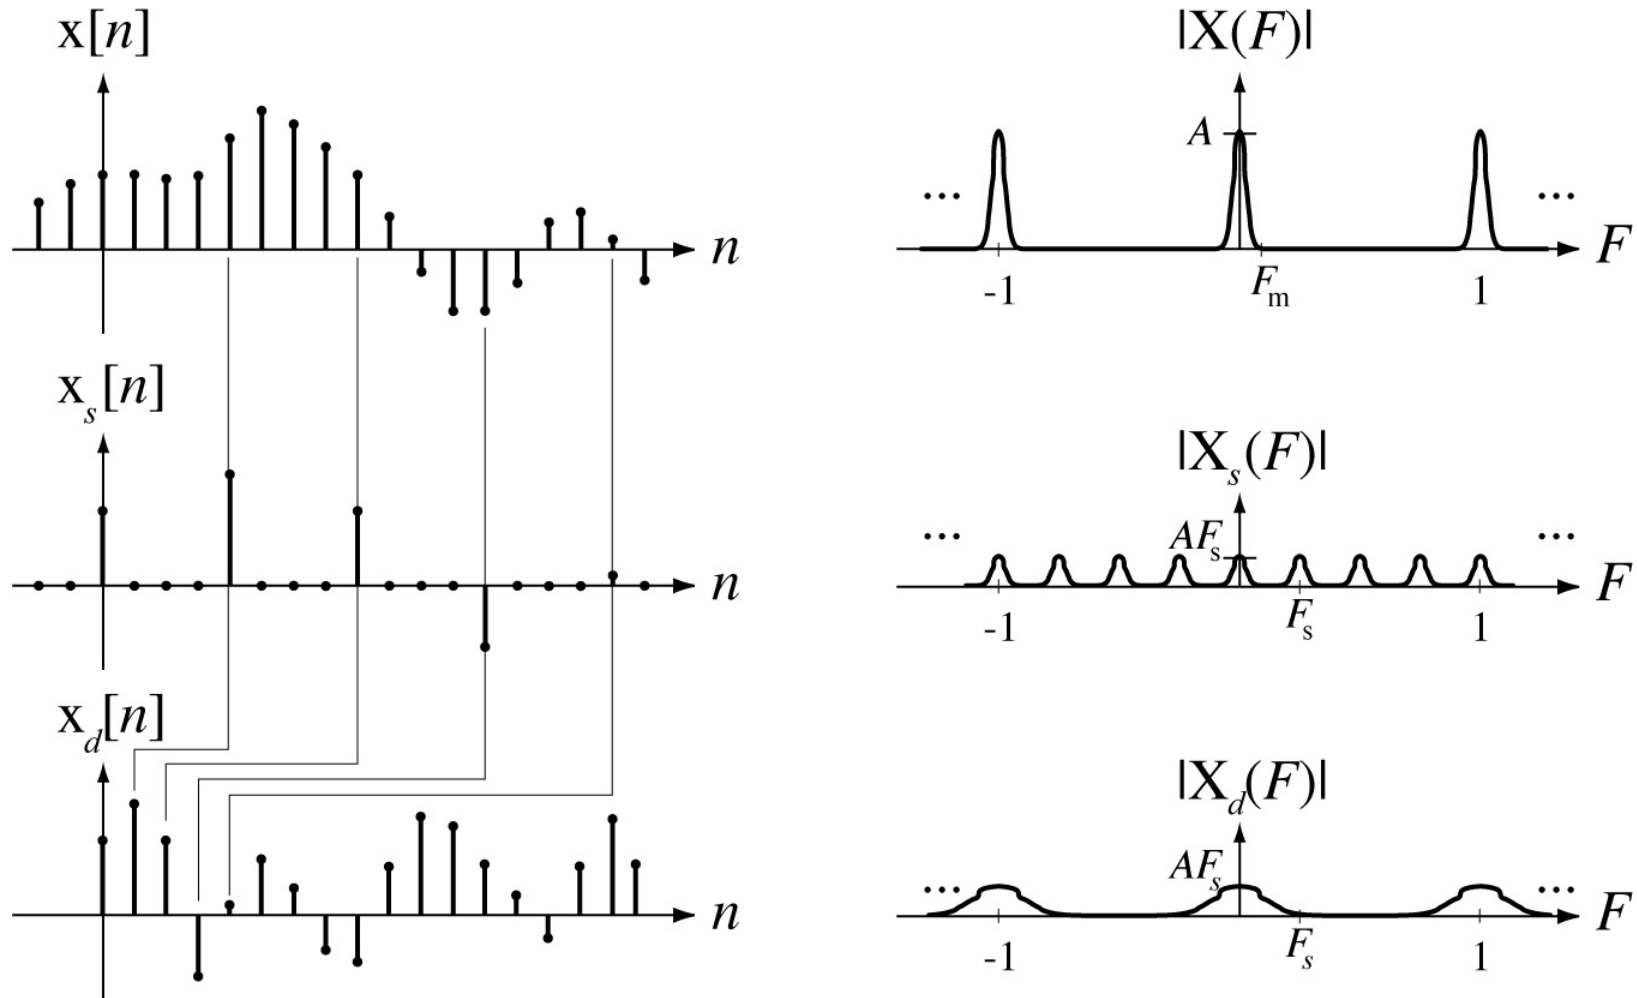 x[n]
n
x_s[n]
n
x_d[n]
n
|X(F)|
A
...
...
F
-1
F_m
1
|X_s(F)|
AF_s
...
...
F
-1
F_s
1
|X_d(F)|
AF_s
...
...
F
-1
F_s
1